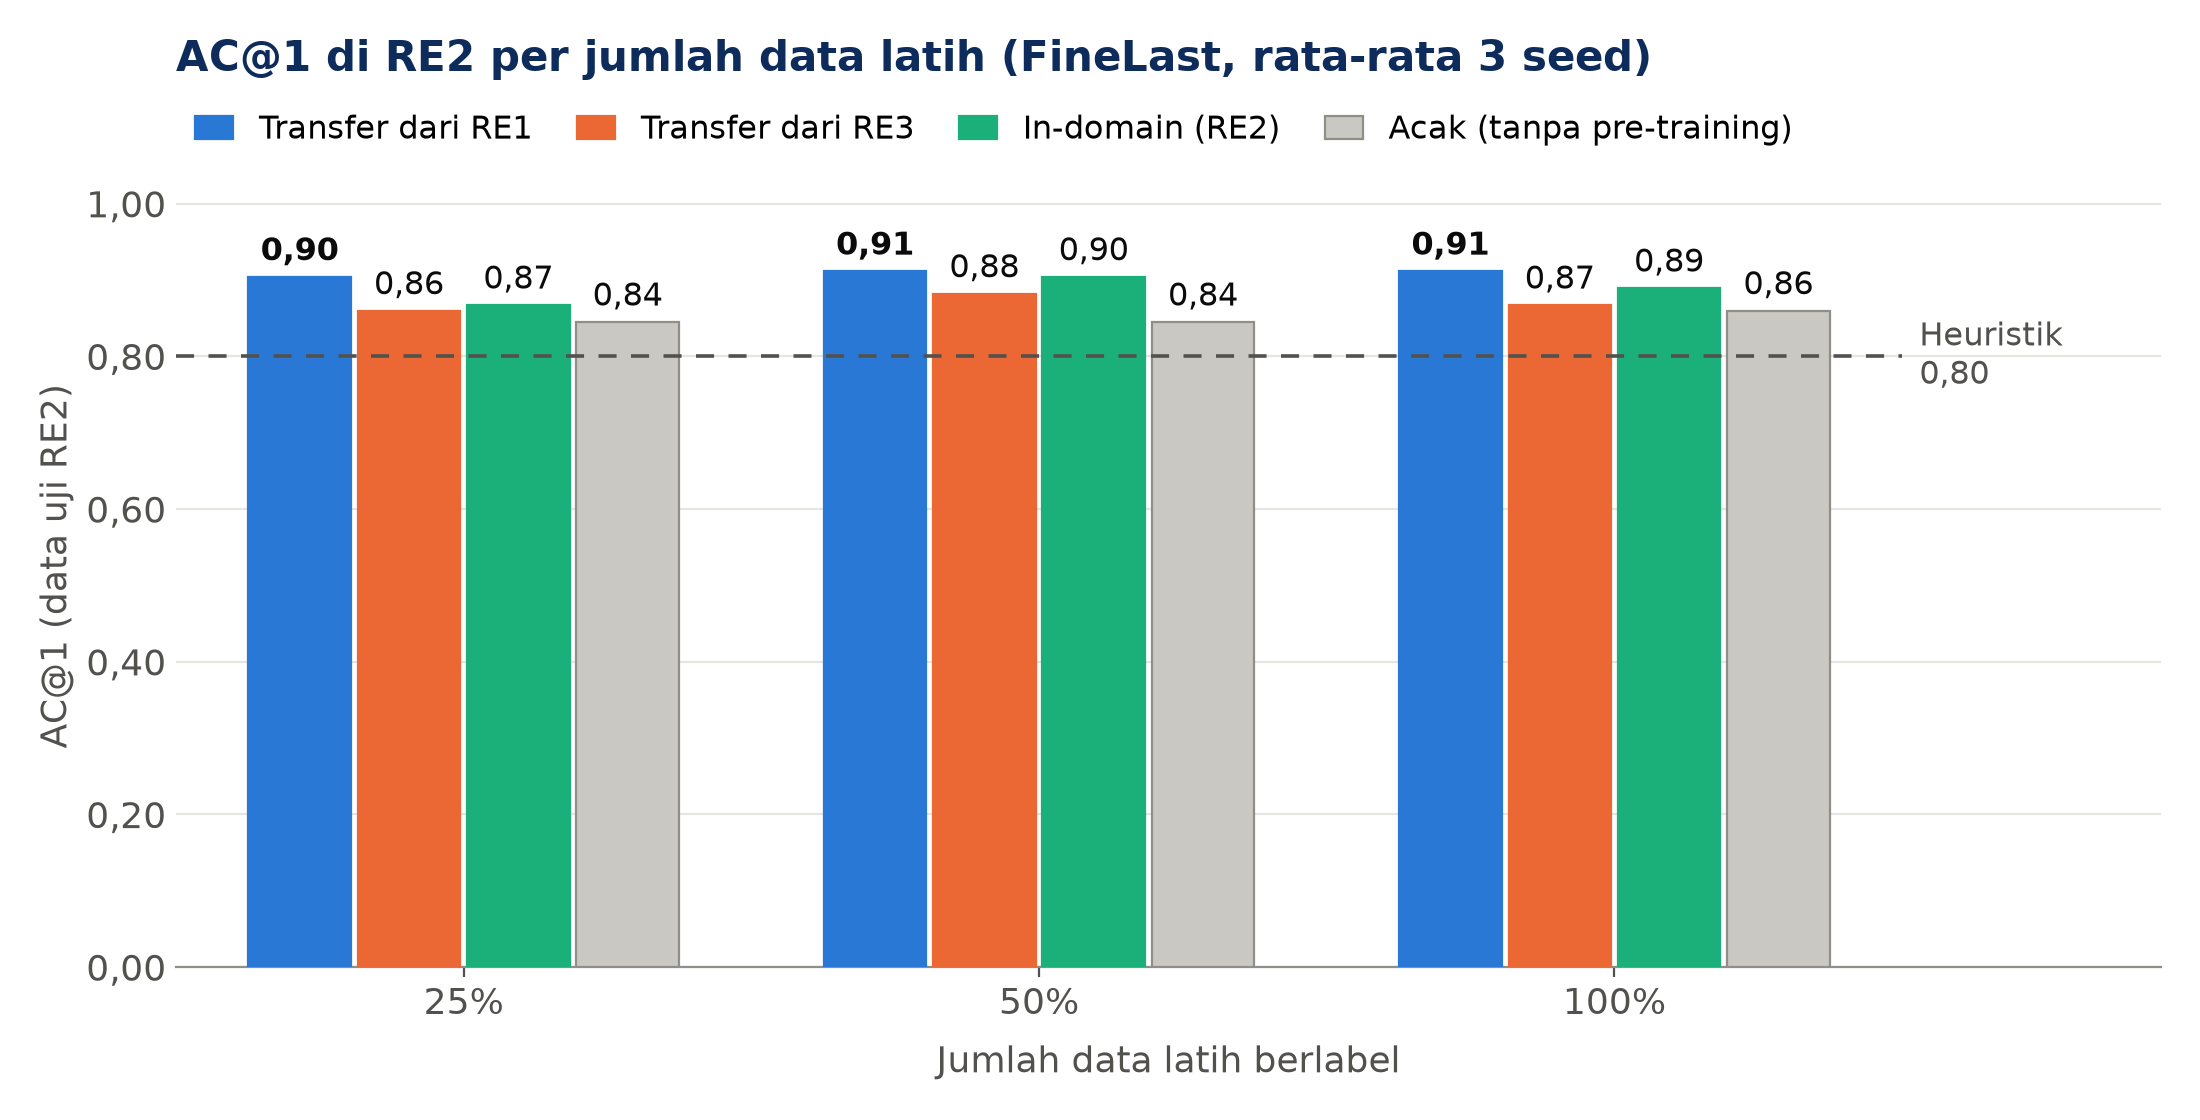 AC@1 di RE2 per jumlah data latih (FineLast, rata-rata 3 seed)
Transfer dari RE1
Transfer dari RE3
In-domain (RE2)
Acak (tanpa pre-training)
AC@1 (data uji RE2)
1,00
0,80
0,60
0,40
0,20
0,00
0,90
0,86
0,87
0,84
0,91
0,88
0,90
0,84
0,91
0,87
0,89
0,86
Heuristik
0,80
25%
50%
100%
Jumlah data latih berlabel